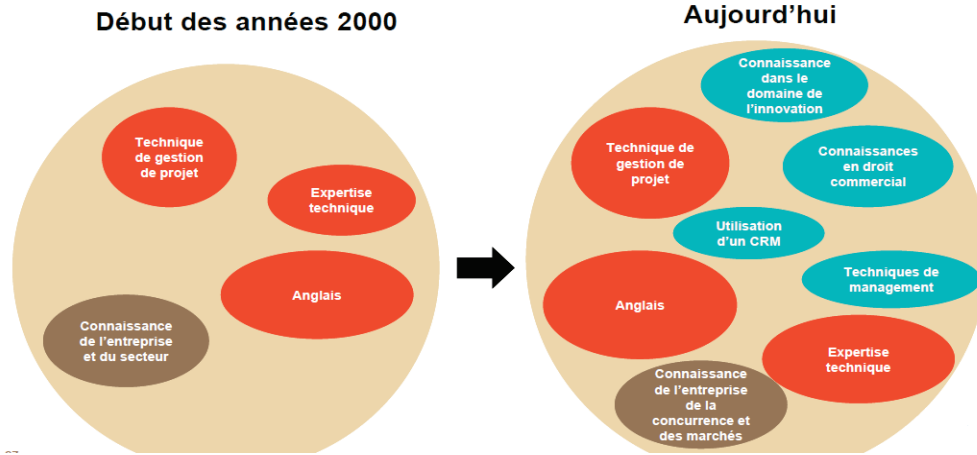 Début des années 2000
Technique
de gestion
de projet
Expertise
technique
Anglais
Connaissance
de l'entreprise
et du secteur
Aujourd'hui
Connaissance
dans le
domaine de
l'innovation
Technique de
gestion de
projet
Connaissances
en droit
commercial
Utilisation
d'un CRM
Techniques de
management
Anglais
Expertise
technique
Connaissance
de l'entreprise
de la
concurrence et
des marchés